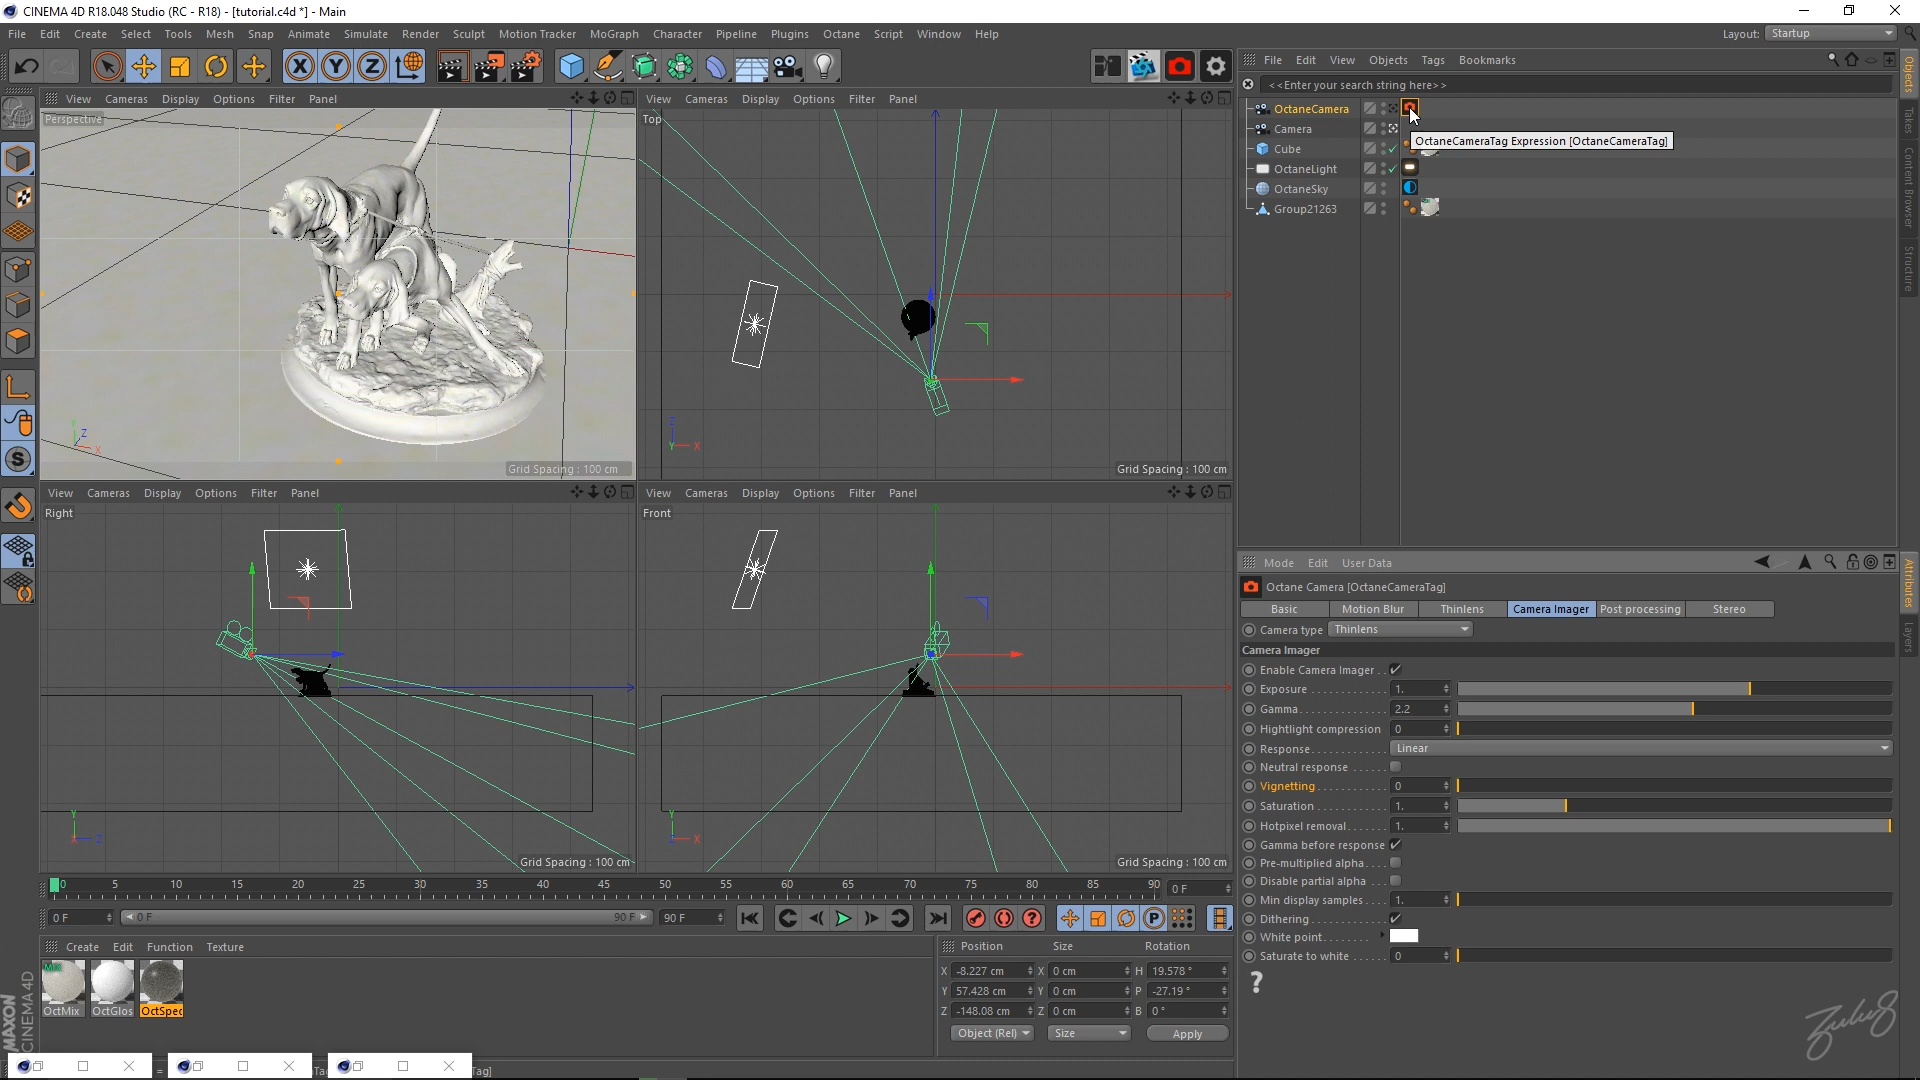 CINEMA 4D R18.048 Studio (RC - R18) - [tutorial.c4d *] - Main
File Edit Create Select Tools Mesh Snap Animate Simulate Render Sculpt Motion Tracker MoGraph Character Pipeline Plugins Octane Script Window Help
Layout: Startup
View Cameras Display Options Filter Panel
Perspective
Grid Spacing : 100 cm
View Cameras Display Options Filter Panel
Top
Grid Spacing : 100 cm
View Cameras Display Options Filter Panel
Right
Grid Spacing : 100 cm
View Cameras Display Options Filter Panel
Front
Grid Spacing : 100 cm
File Edit View Objects Tags Bookmarks
<<Enter your search string here>>
OctaneCamera
Camera
OctaneCameraTag Expression [OctaneCameraTag]
Cube
OctaneLight
OctaneSky
Group21263
Objects
Takes
Content Browser
Structure
Attributes
Layers
Mode Edit User Data
Octane Camera [OctaneCameraTag]
Basic Motion Blur Thinlens Camera Imager Post processing Stereo
Camera type Thinlens
Camera Imager
Enable Camera Imager . .
Exposure 1.
Gamma 2.2
Hightlight compression 0
Response Linear
Neutral response
Vignetting 0
Saturation 1.
Hotpixel removal 1.
Gamma before response
Pre-multiplied alpha
Disable partial alpha
Min display samples 1.
Dithering
White point
Saturate to white 0
?
0 5 10 15 20 25 30 35 40 45 50 55 60 65 70 75 80 85 90 0 F
0 F 0 F 90 F 90 F
Create Edit Function Texture
Mix
OctMix OctGlos OctSpec
Position Size Rotation
X -8.227 cm X 0 cm H 19.578 °
Y 57.428 cm Y 0 cm P -27.19 °
Z -148.08 cm Z 0 cm B 0 °
Object (Rel) Size Apply
MAXON
CINEMA 4D
Tag]
Zulu8